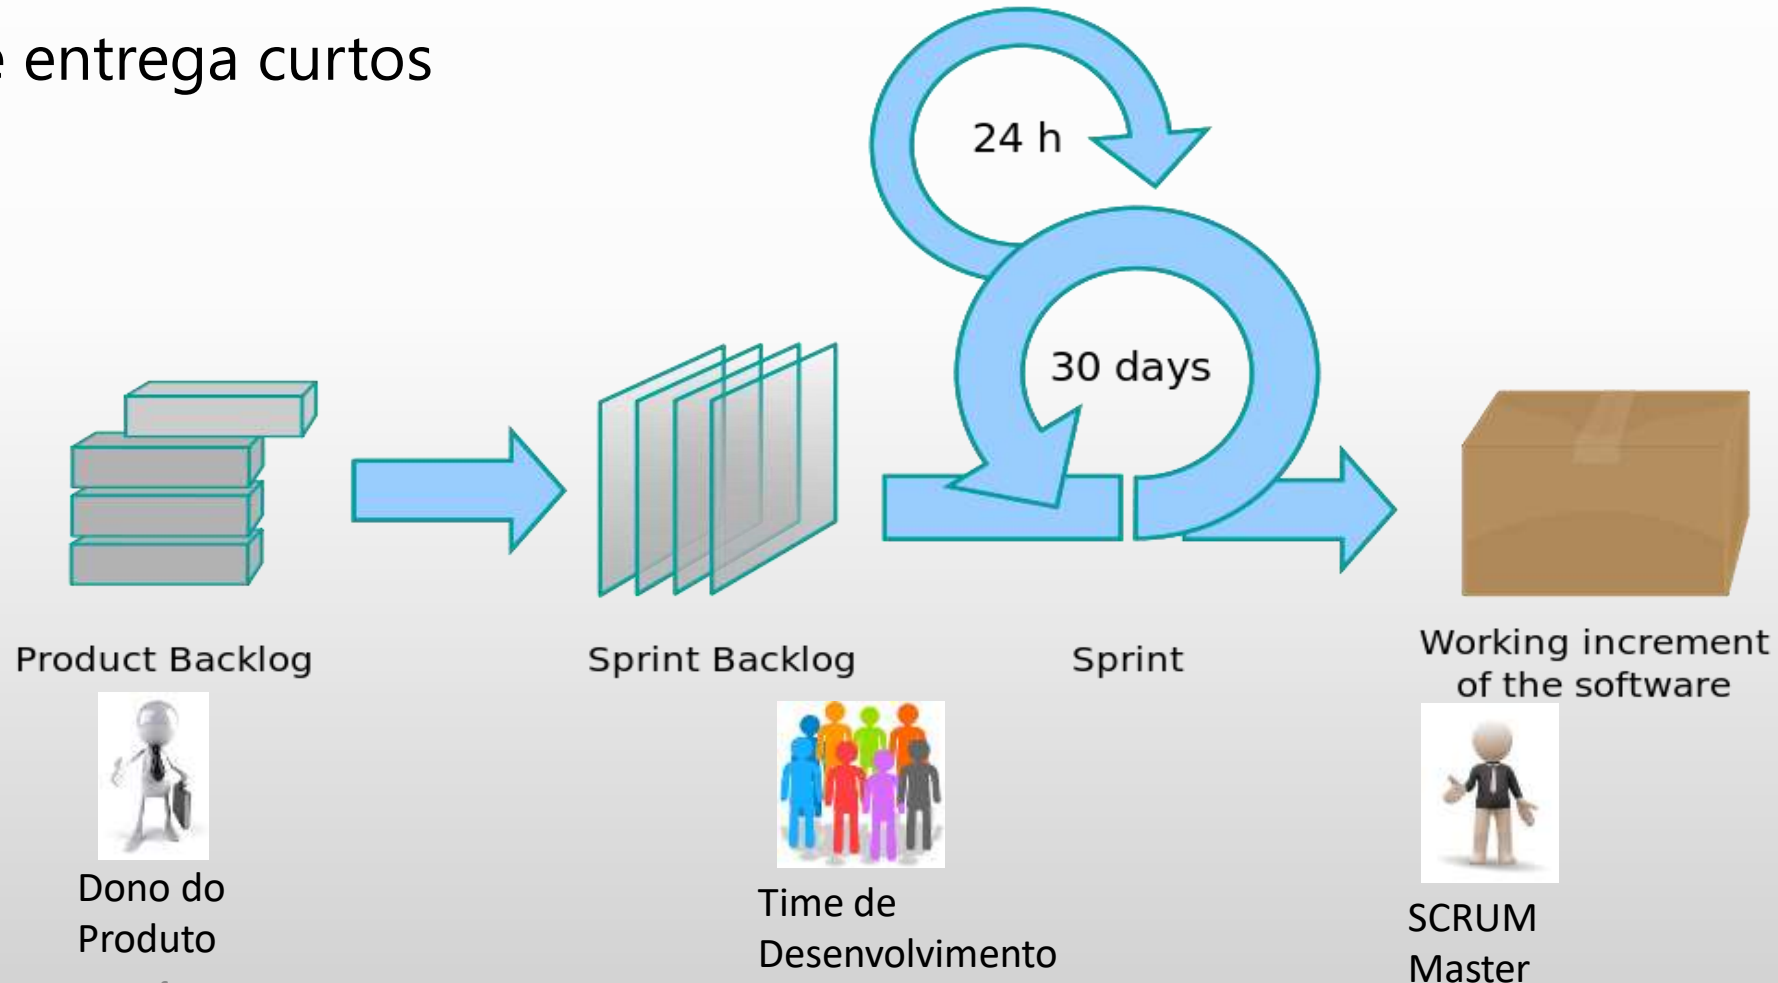 e entrega curtos
24 h
30 days
Product Backlog
Sprint Backlog
Sprint
Working increment
of the software
Dono do
Produto
Time de
Desenvolvimento
SCRUM
Master